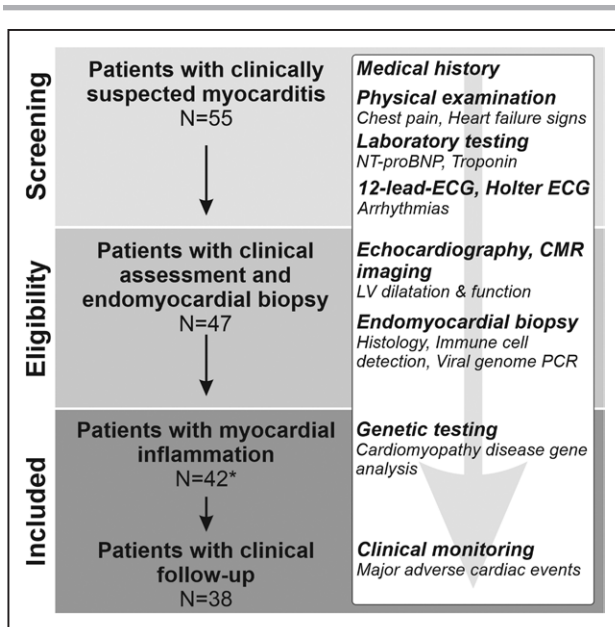 Screening
Patients with clinically
suspected myocarditis
N=55
Medical history
Physical examination
Chest pain, Heart failure signs
Laboratory testing
NT-proBNP, Troponin
12-lead-ECG, Holter ECG
Arrhythmias
Eligibility
Patients with clinical
assessment and
endomyocardial biopsy
N=47
Echocardiography, CMR
imaging
LV dilatation & function
Endomyocardial biopsy
Histology, Immune cell
detection, Viral genome PCR
Included
Patients with myocardial
inflammation
N=42*
Patients with clinical
follow-up
N=38
Genetic testing
Cardiomyopathy disease gene
analysis
Clinical monitoring
Major adverse cardiac events